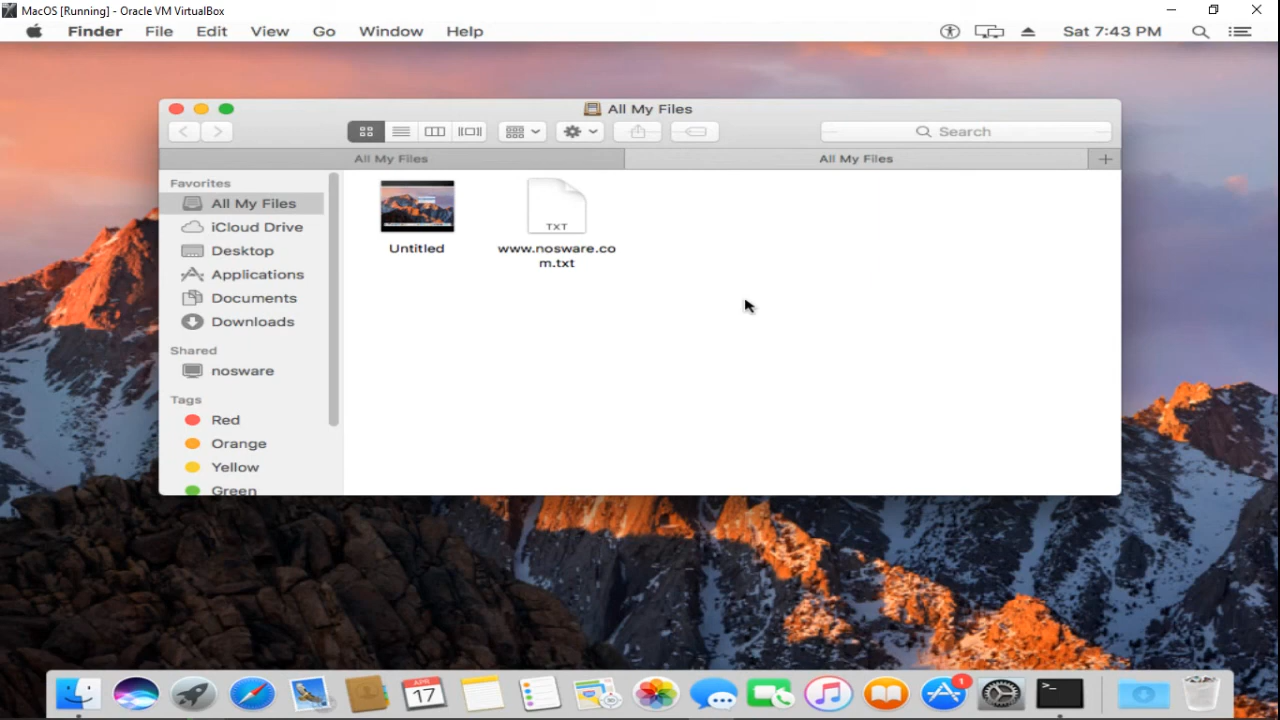 MacOS [Running] - Oracle VM VirtualBox
Finder File Edit View Go Window Help Sat 7:43 PM
All My Files
Search
All My Files All My Files
Favorites
All My Files
iCloud Drive
Desktop
Applications
Documents
Downloads
Shared
nosware
Tags
Red
Orange
Yellow
Green
Untitled
TXT
www.nosware.co
m.txt
APR
17
1
>_